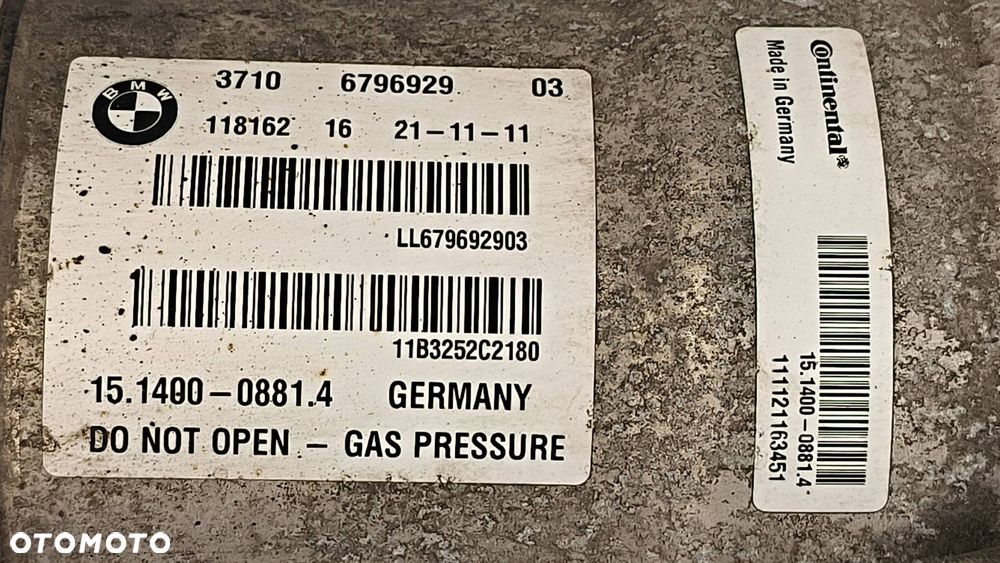 BMW
3710 6796929 03
118162 16 21-11-11
LL679692903
11B3252C2180
15.1400-0881.4 GERMANY
DO NOT OPEN - GAS PRESSURE
Continental
Made in Germany
15.1400-0881.4
111121163451
OTOMOTO